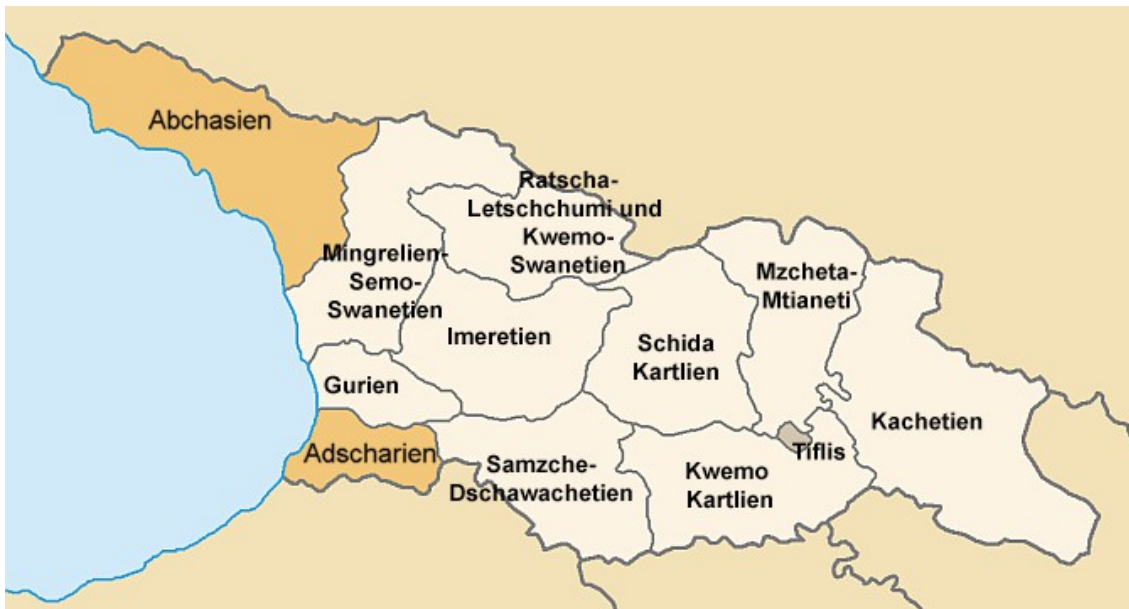 Abchasien
Ratscha-
Letschchumi und
Kwemo-
Swanetien
Mingrelien-
Semo-
Swanetien
Mzcheta-
Mtianeti
Imeretien
Schida
Kartlien
Gurien
Kachetien
Adscharien
Tiflis
Samzche-
Dschawachetien
Kwemo
Kartlien